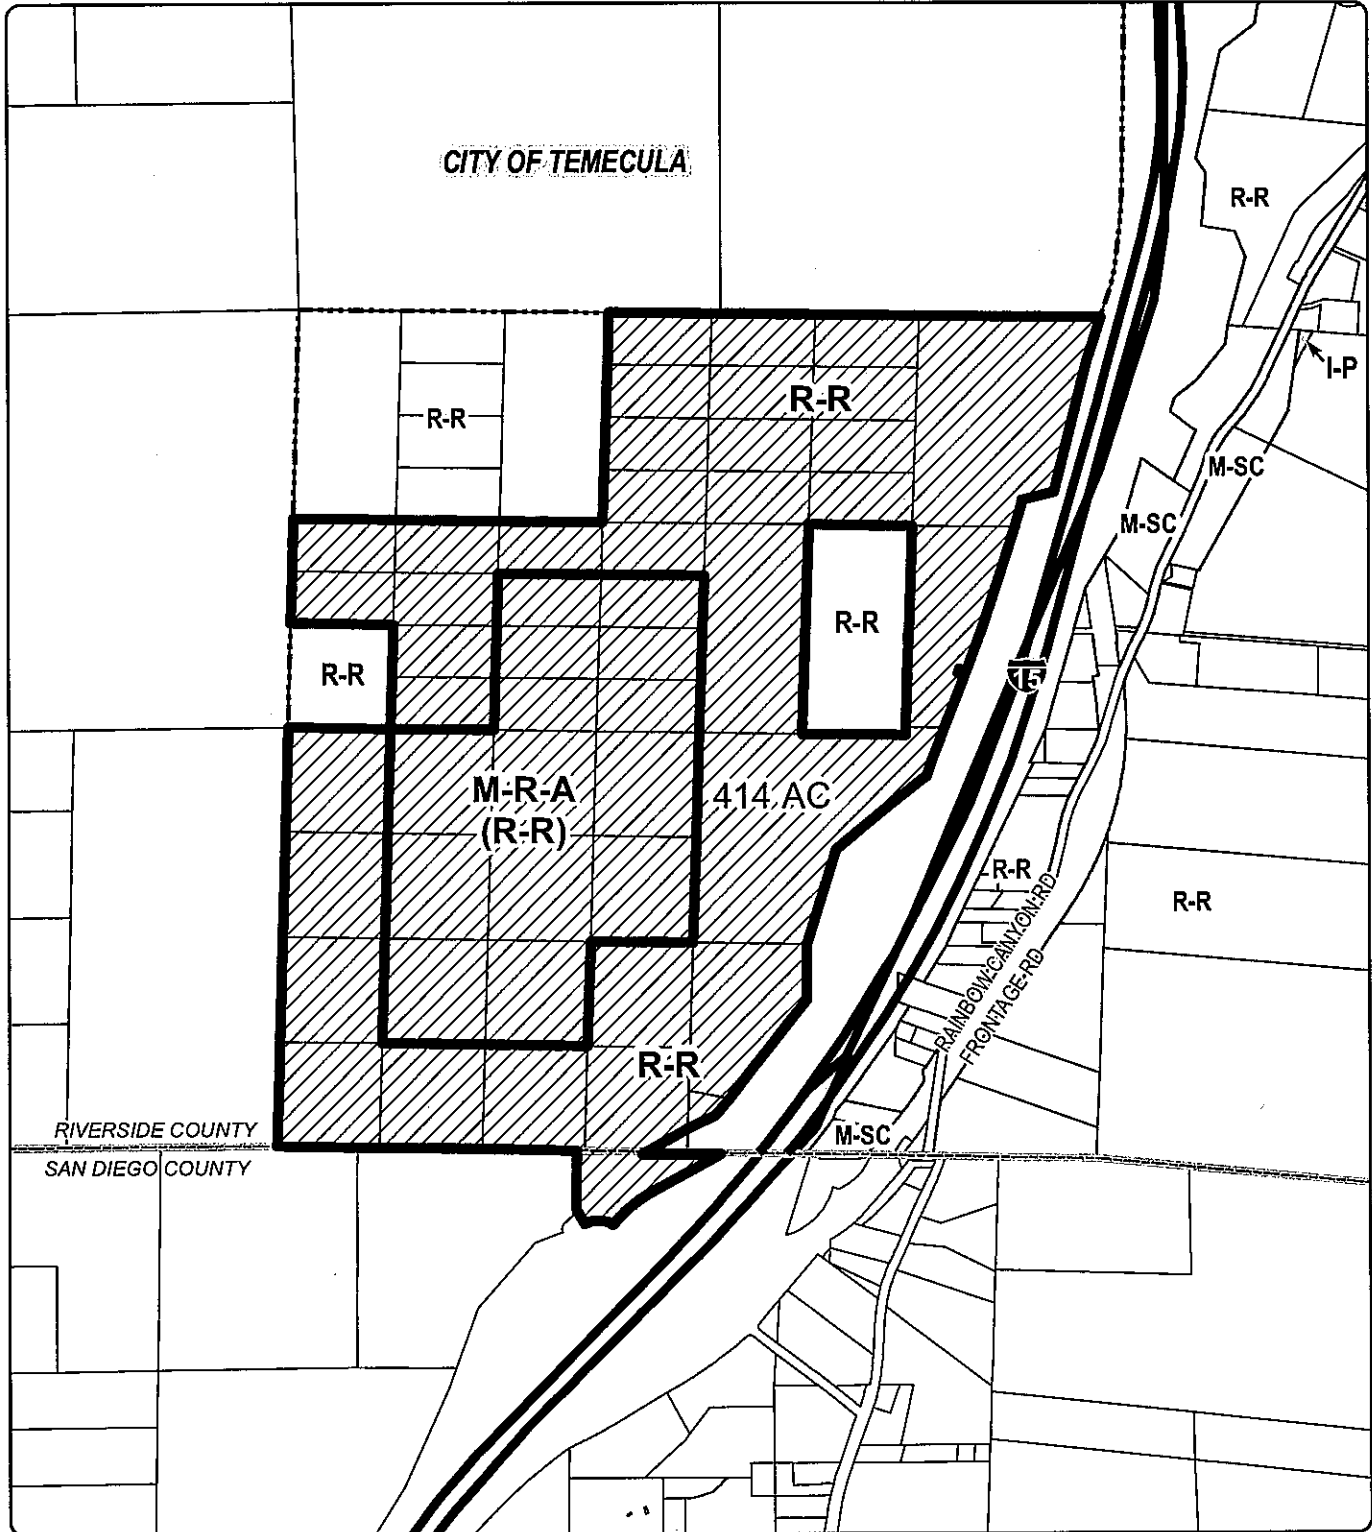 CITY OF TEMECULA
R-R
I-P
R-R
R-R
M-SC
M-SC
R-R
R-R
15
M-R-A
(R-R)
414 AC
R-R
R-R
RAINBOW CANYON RD
FRONTAGE RD
R-R
RIVERSIDE COUNTY
M-SC
SAN DIEGO COUNTY